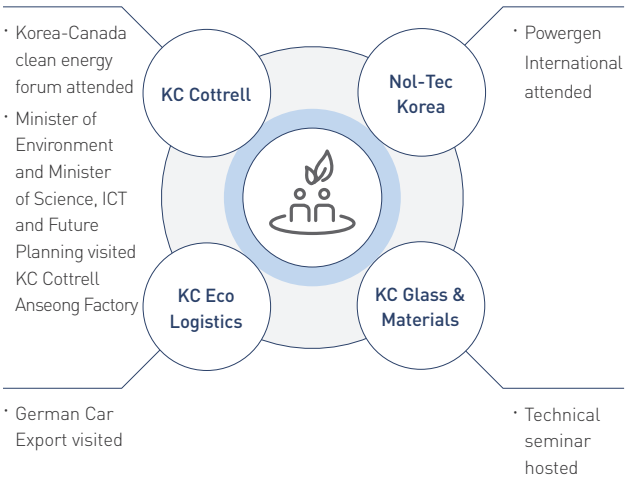 · Korea-Canada
clean energy
forum attended
· Minister of
Environment
and Minister
of Science, ICT
and Future
Planning visited
KC Cottrell
Anseong Factory
KC Cottrell
Nol-Tec
Korea
· Powergen
International
attended
KC Eco
Logistics
KC Glass &
Materials
· German Car
Export visited
· Technical
seminar
hosted